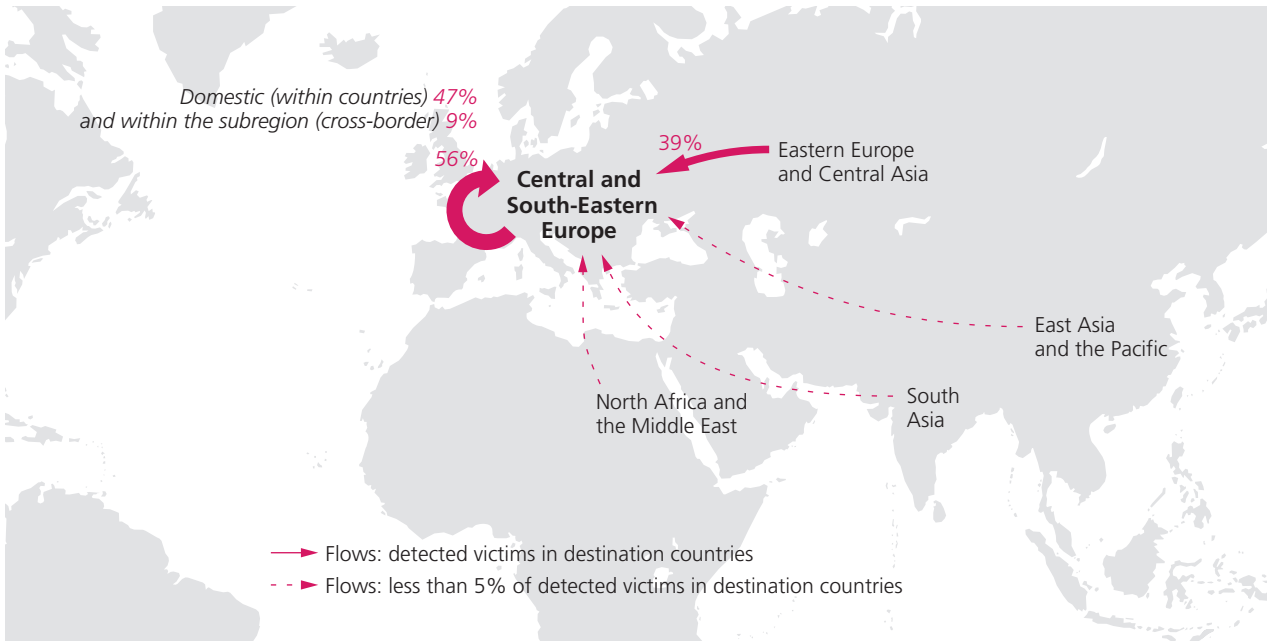 Domestic (within countries) 47%
and within the subregion (cross-border) 9%
56%
39%
Eastern Europe
and Central Asia
Central and
South-Eastern
Europe
East Asia
and the Pacific
South
Asia
North Africa and
the Middle East
Flows: detected victims in destination countries
Flows: less than 5% of detected victims in destination countries